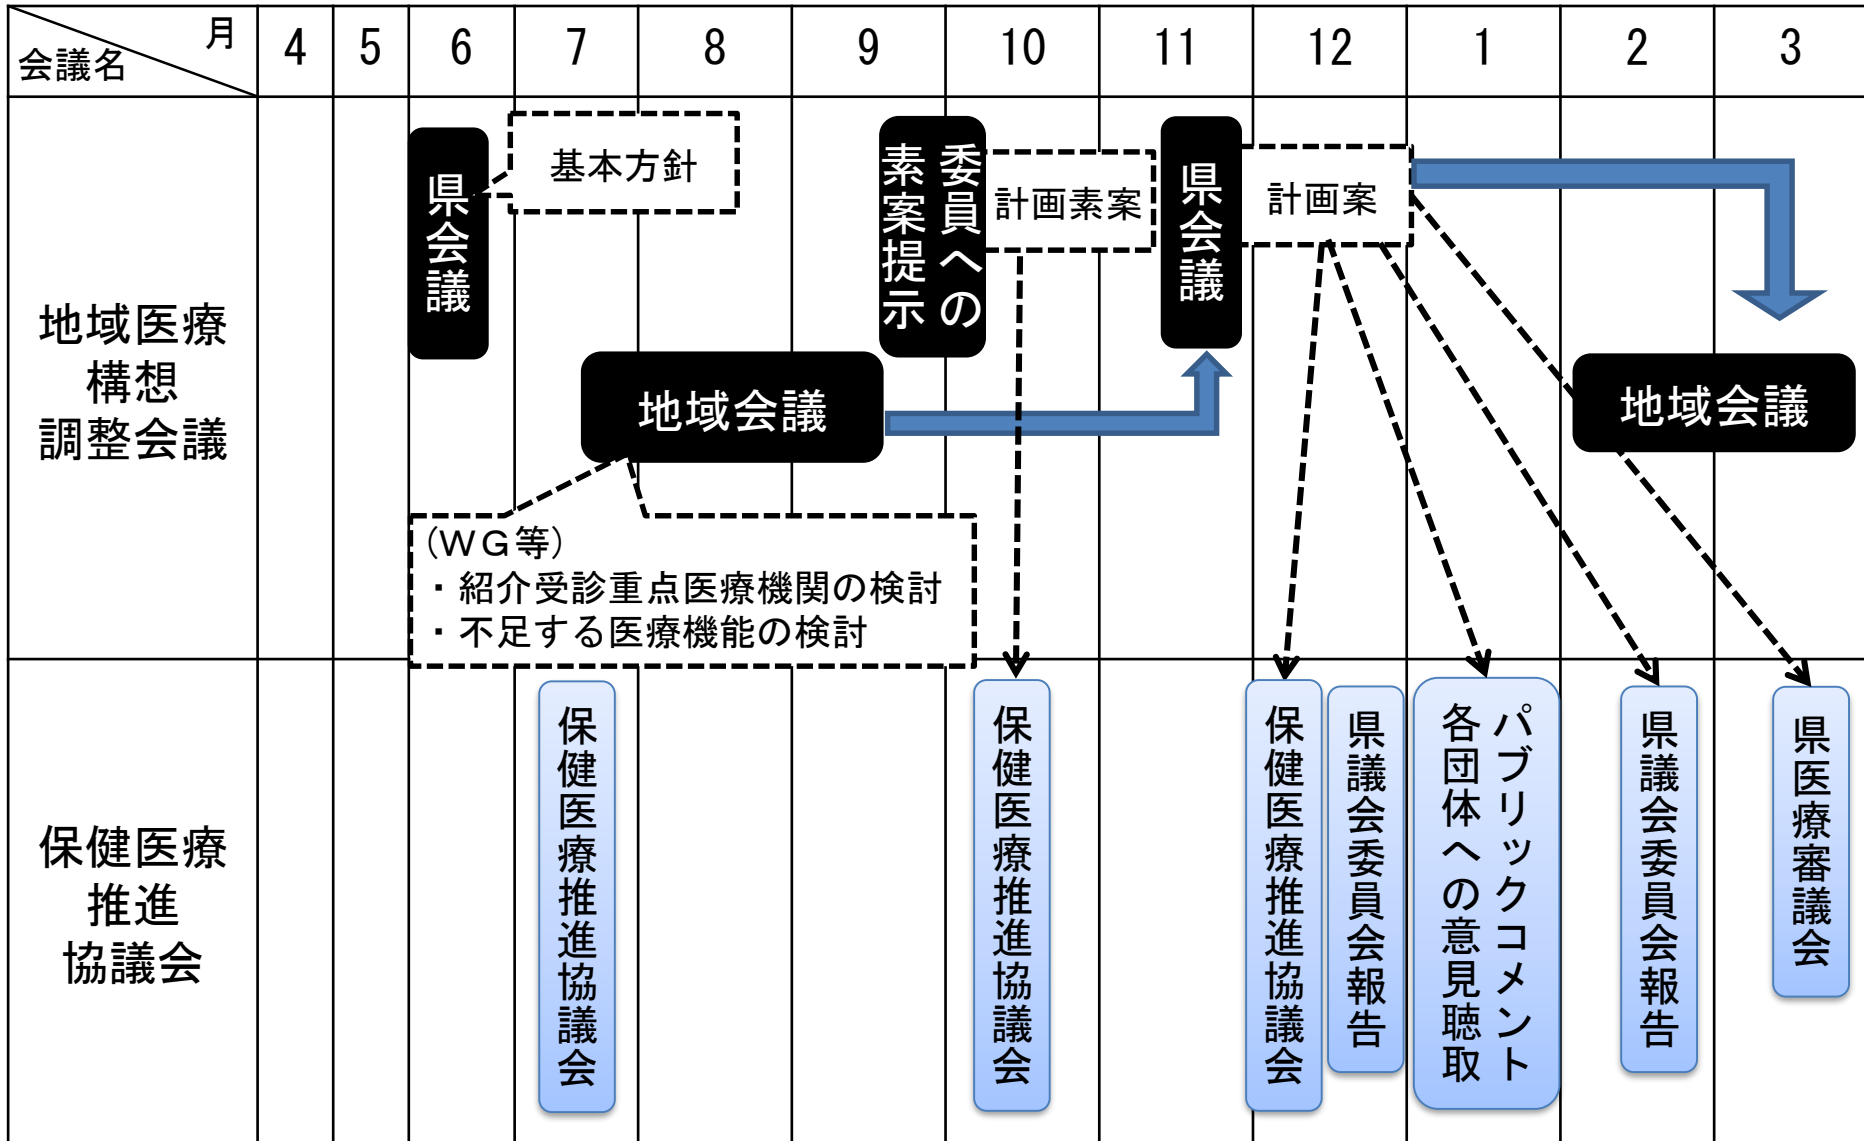 月
会議名
4
5
6
7
8
9
10
11
12
1
2
3
地域医療
構想
調整会議
県会議
基本方針
委員への
素案提示
計画素案
県会議
計画案
地域会議
地域会議
(WG等)
・紹介受診重点医療機関の検討
・不足する医療機能の検討
保健医療
推進
協議会
保健医療推進協議会
保健医療推進協議会
保健医療推進協議会
県議会委員会報告
パブリックコメント
各団体への意見聴取
県議会委員会報告
県医療審議会